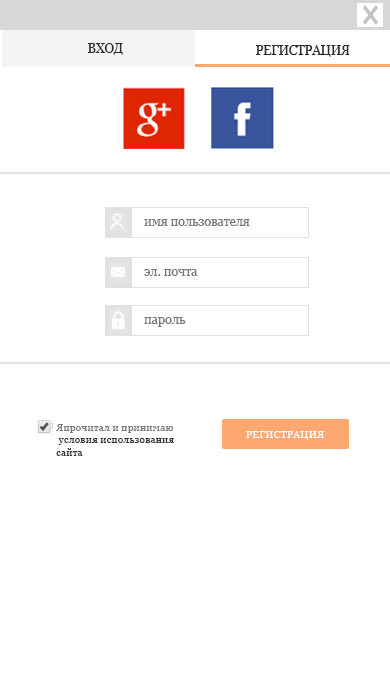 X
ВХОД
РЕГИСТРАЦИЯ
g+
f
имя пользователя
эл. почта
пароль
Япрочитал и принимаю
условия использования
сайта
РЕГИСТРАЦИЯ